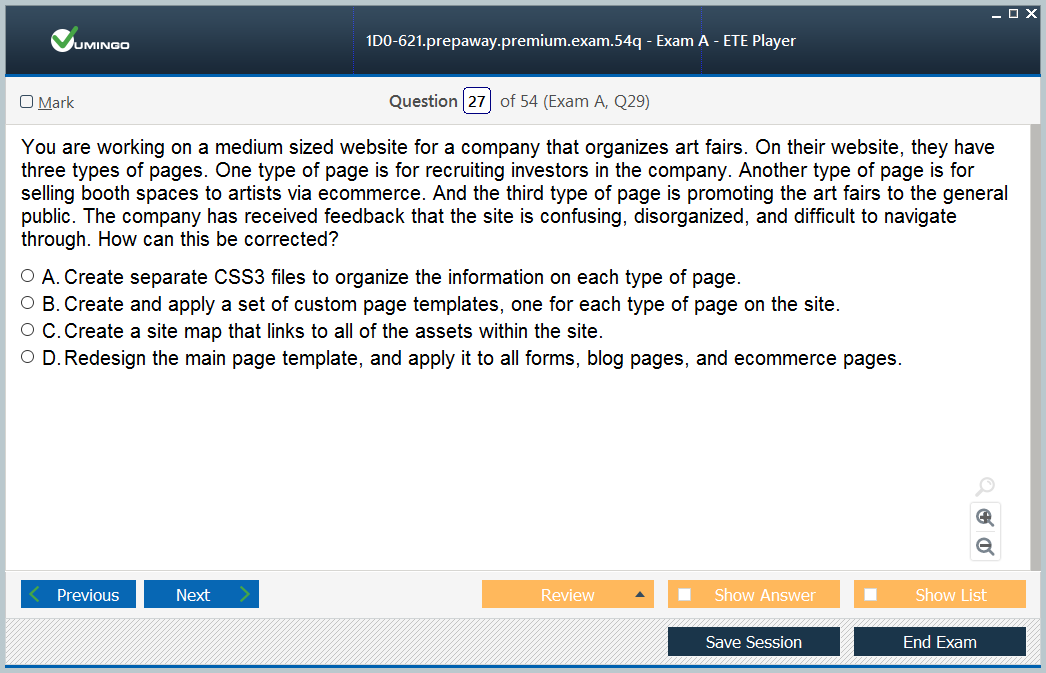 VUMINGO
1D0-621.prepaway.premium.exam.54q - Exam A - ETE Player
Mark
Question 27 of 54 (Exam A, Q29)
You are working on a medium sized website for a company that organizes art fairs. On their website, they have
three types of pages. One type of page is for recruiting investors in the company. Another type of page is for
selling booth spaces to artists via ecommerce. And the third type of page is promoting the art fairs to the general
public. The company has received feedback that the site is confusing, disorganized, and difficult to navigate
through. How can this be corrected?
A. Create separate CSS3 files to organize the information on each type of page.
B. Create and apply a set of custom page templates, one for each type of page on the site.
C. Create a site map that links to all of the assets within the site.
D. Redesign the main page template, and apply it to all forms, blog pages, and ecommerce pages.
Previous Next Review Show Answer Show List
Save Session End Exam